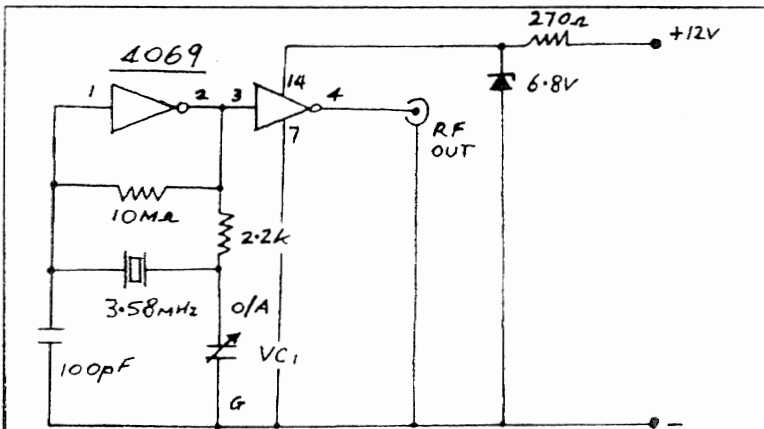 270Ω
+12V
4069
1
2
3
14
4
7
6.8V
RF
OUT
10MΩ
2.2k
3.58MHz
O/A
100pF
VC1
G
-